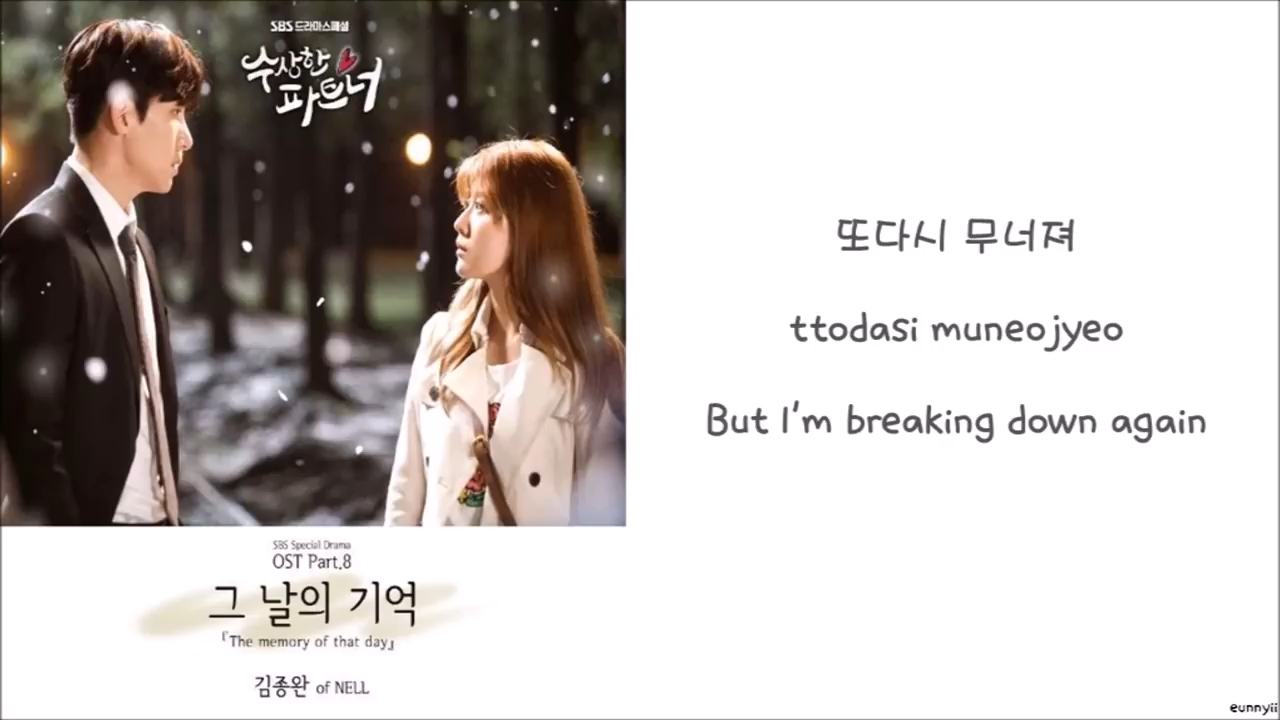 SBS 드라마스페셜
수상한
파트너
또다시 무너져
ttodasi muneojyeo
But I'm breaking down again
SBS Special Drama
OST Part.8
그 날의 기억
『The memory of that day』
김종완 of NELL
eunnyii